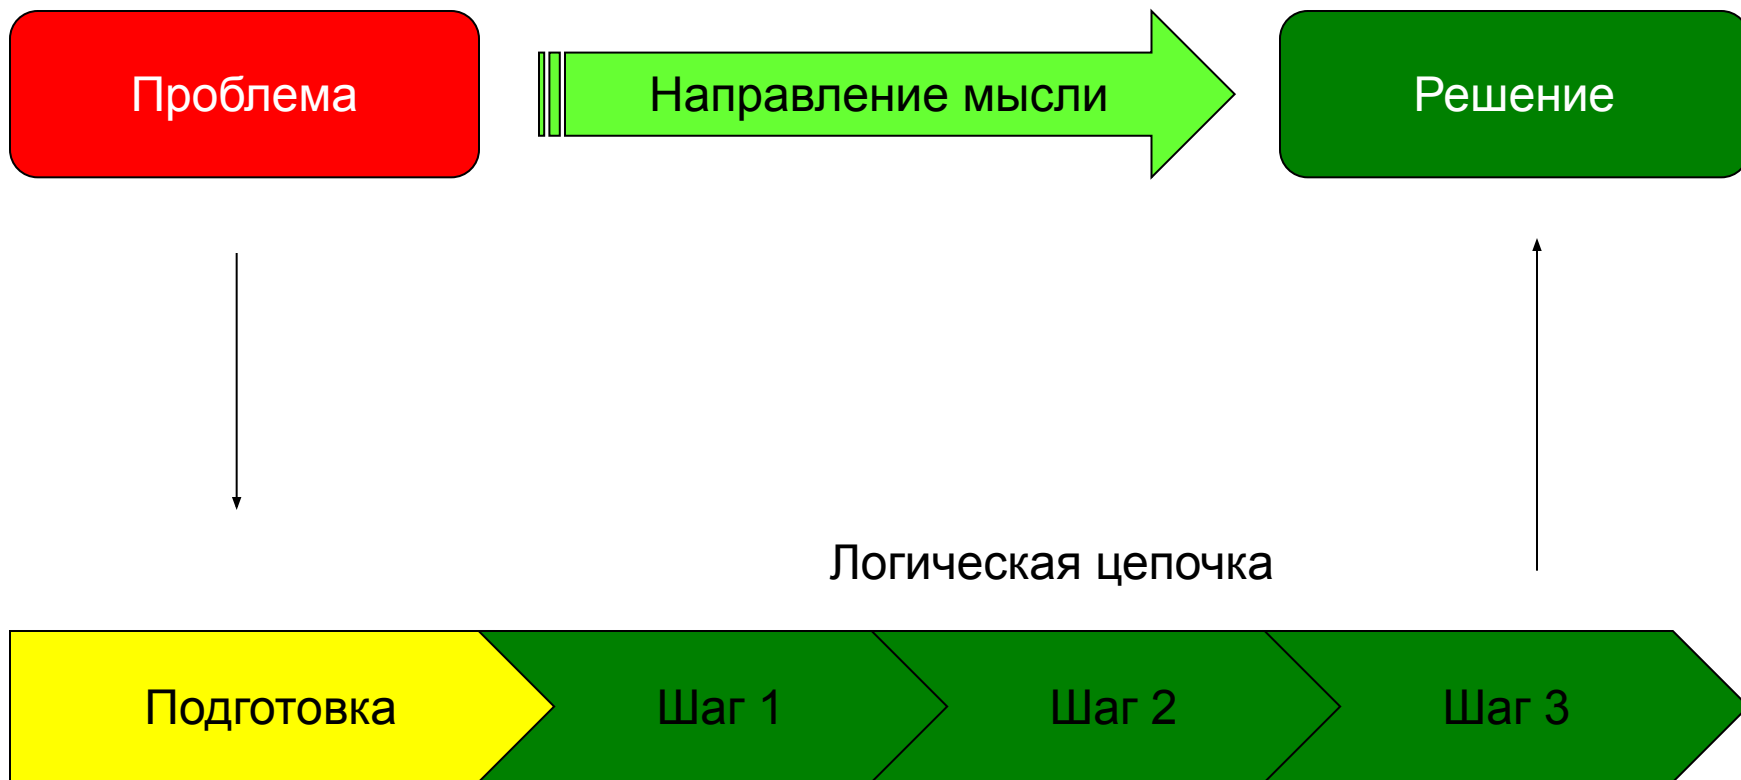 Проблема
Направление мысли
Решение
Логическая цепочка
Подготовка
Шаг 1
Шаг 2
Шаг 3